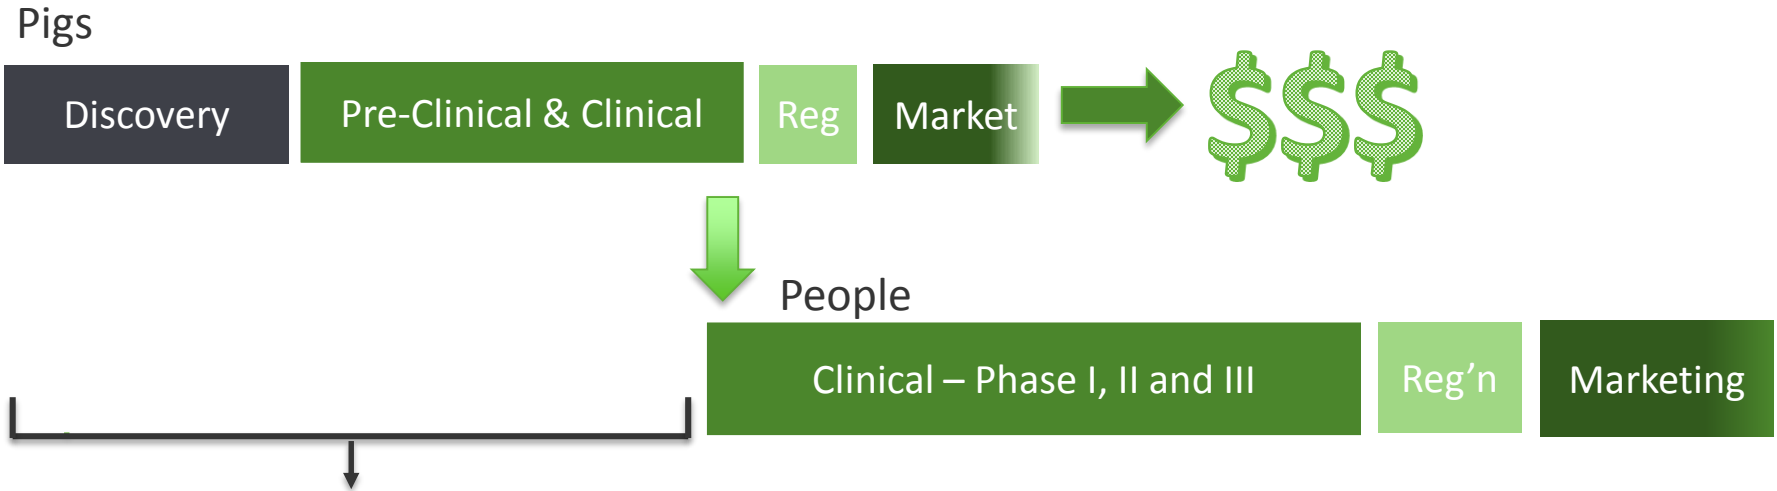 Pigs
Discovery
Pre-Clinical & Clinical
Reg
Market
$$$
People
Clinical – Phase I, II and III
Reg’n
Marketing